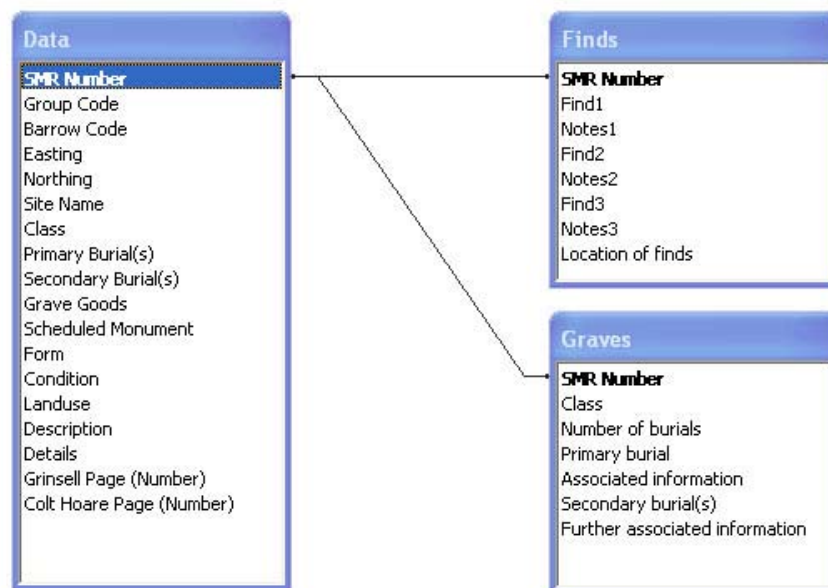 Data
SMR Number
Group Code
Barrow Code
Easting
Northing
Site Name
Class
Primary Burial(s)
Secondary Burial(s)
Grave Goods
Scheduled Monument
Form
Condition
Landuse
Description
Details
Grinsell Page (Number)
Colt Hoare Page (Number)
Finds
SMR Number
Find1
Notes1
Find2
Notes2
Find3
Notes3
Location of finds
Graves
SMR Number
Class
Number of burials
Primary burial
Associated information
Secondary burial(s)
Further associated information